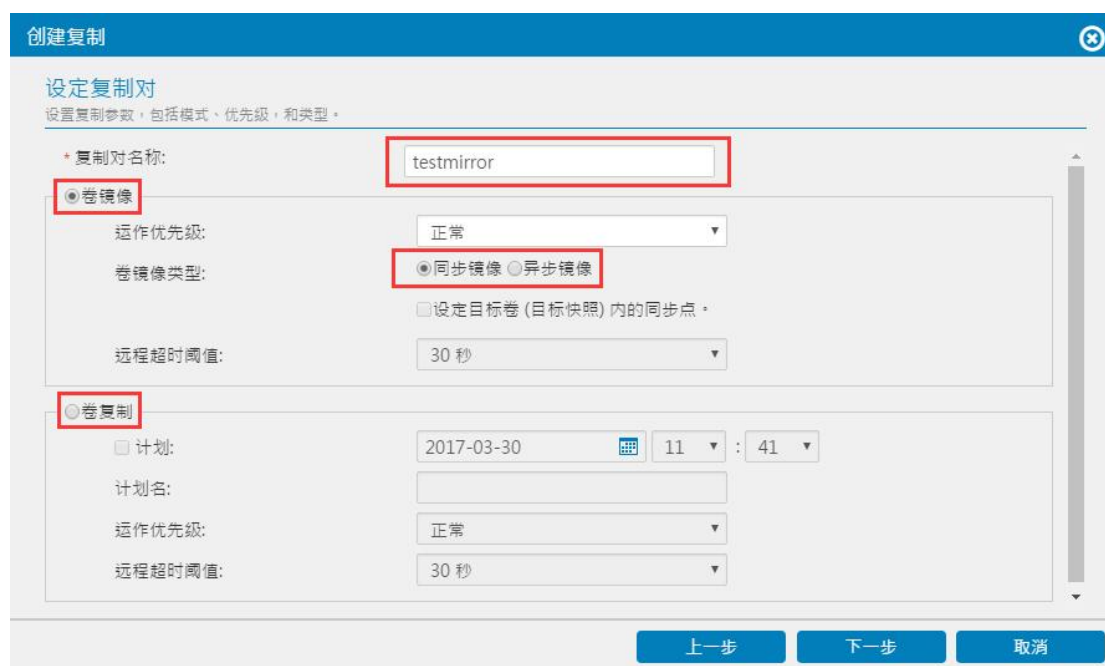 创建复制
设定复制对
设置复制参数，包括模式、优先级，和类型。
* 复制对名称: testmirror
卷镜像
运作优先级: 正常
卷镜像类型: 同步镜像 异步镜像
设定目标卷 (目标快照) 内的同步点。
远程超时阈值: 30 秒
卷复制
计划: 2017-03-30 11 : 41
计划名:
运作优先级: 正常
远程超时阈值: 30 秒
上一步 下一步 取消